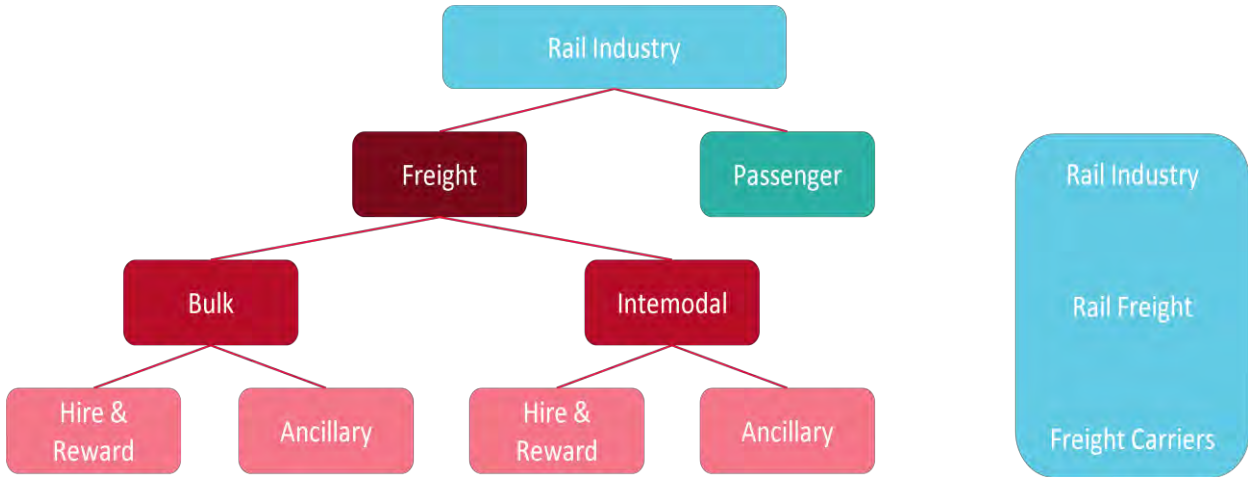 Rail Industry
Freight
Passenger
Rail Industry
Bulk
Intemodal
Rail Freight
Hire &
Reward
Ancillary
Hire &
Reward
Ancillary
Freight Carriers